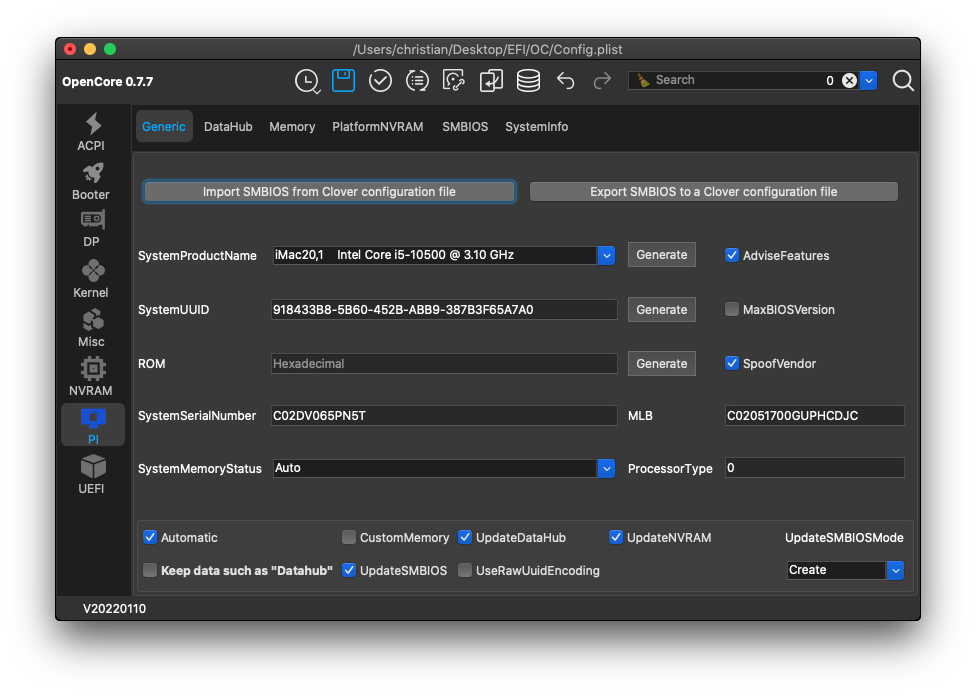 /Users/christian/Desktop/EFI/OC/Config.plist
OpenCore 0.7.7
Search 0
ACPI
Booter
DP
Kernel
Misc
NVRAM
PI
UEFI
Generic DataHub Memory PlatformNVRAM SMBIOS SystemInfo
Import SMBIOS from Clover configuration file Export SMBIOS to a Clover configuration file
SystemProductName iMac20,1 Intel Core i5-10500 @ 3.10 GHz Generate AdviseFeatures
SystemUUID 918433B8-5B60-452B-ABB9-387B3F65A7A0 Generate MaxBIOSVersion
ROM Hexadecimal Generate SpoofVendor
SystemSerialNumber C02DV065PN5T MLB C02051700GUPHCDJC
SystemMemoryStatus Auto ProcessorType 0
Automatic CustomMemory UpdateDataHub UpdateNVRAM UpdateSMBIOSMode
Keep data such as "Datahub" UpdateSMBIOS UseRawUuidEncoding Create
V20220110